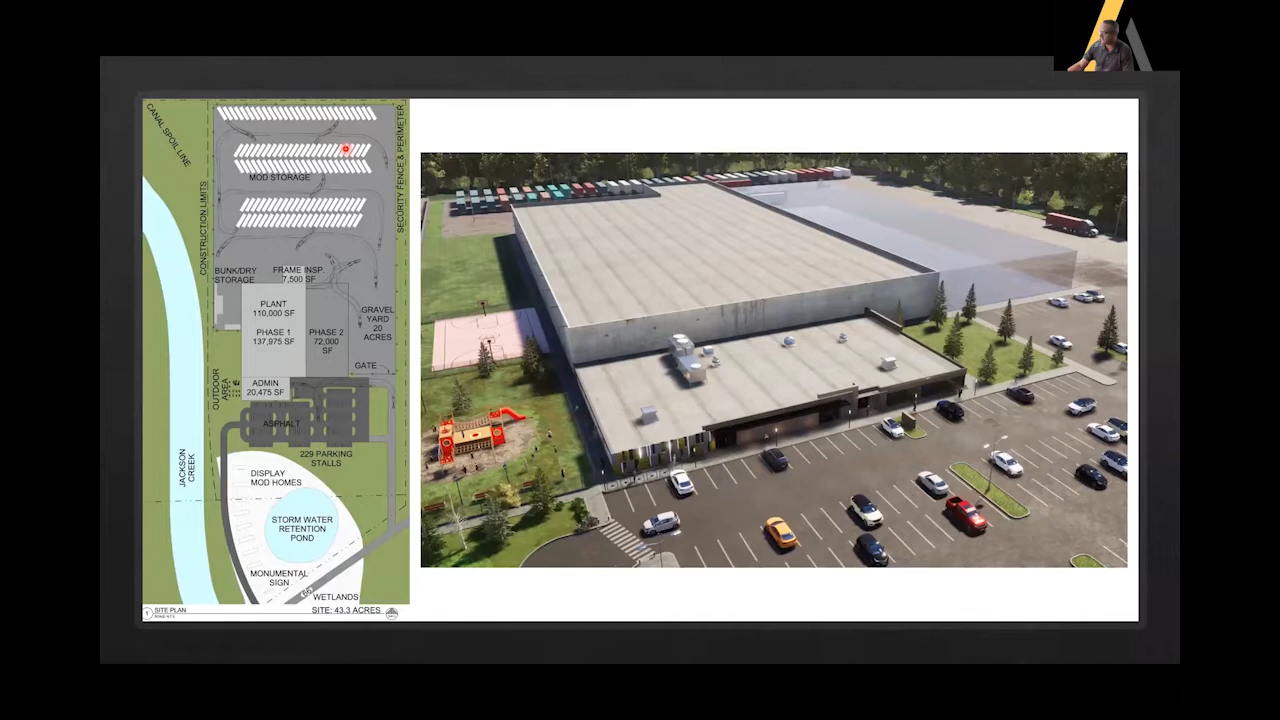 CANAL SPOIL LINE
CONSTRUCTION LIMITS
SECURITY FENCE & PERIMETER
MOD STORAGE
BUNK/DRY
STORAGE
FRAME INSP.
7,500 SF
PLANT
110,000 SF
PHASE 1
137,975 SF
PHASE 2
72,000
SF
GRAVEL
YARD
20
ACRES
GATE
OUTDOOR
AREA
ADMIN
20,475 SF
ASPHALT
229 PARKING
STALLS
JACKSON
CREEK
DISPLAY
MOD HOMES
STORM WATER
RETENTION
POND
MONUMENTAL
SIGN
WETLANDS
1
SITE PLAN
SITE: 43.3 ACRES